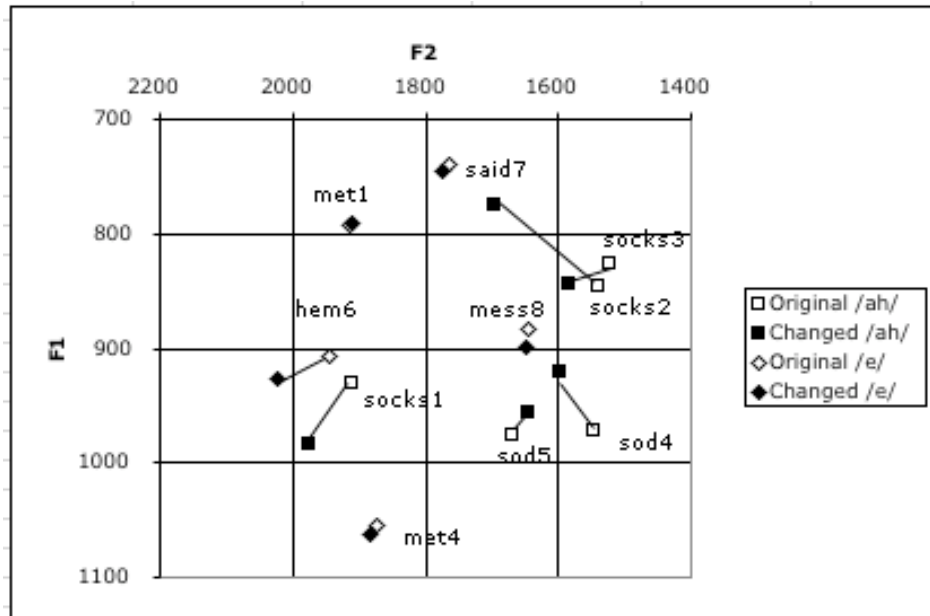 F2
2200 2000 1800 1600 1400
700
said7
met1
800
socks3
hem6
mess8
socks2
Original /ah/
Changed /ah/
Original /e/
Changed /e/
F1
900
socks1
sod4
sod5
1000
met4
1100